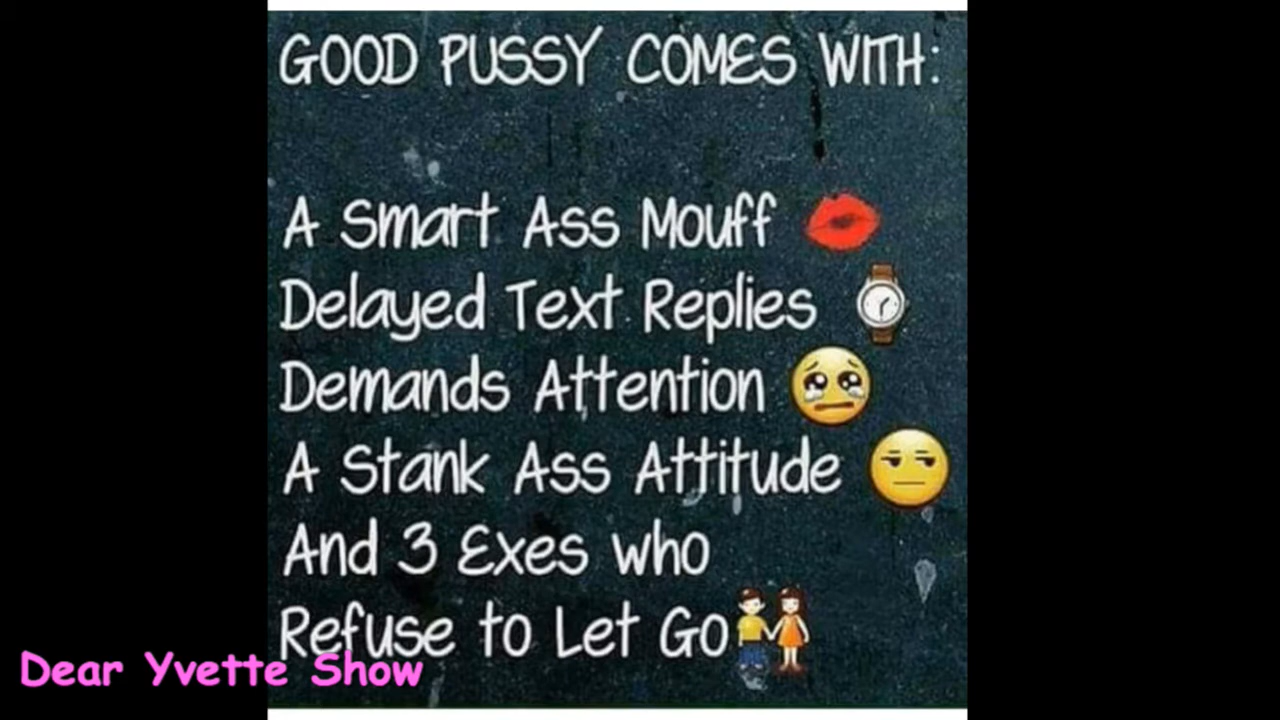 GOOD PUSSY COMES WITH:
A Smart Ass Mouff
Delayed Text Replies
Demands Attention
A Stank Ass Attitude
And 3 Exes who
Refuse to Let Go
Dear Yvette Show